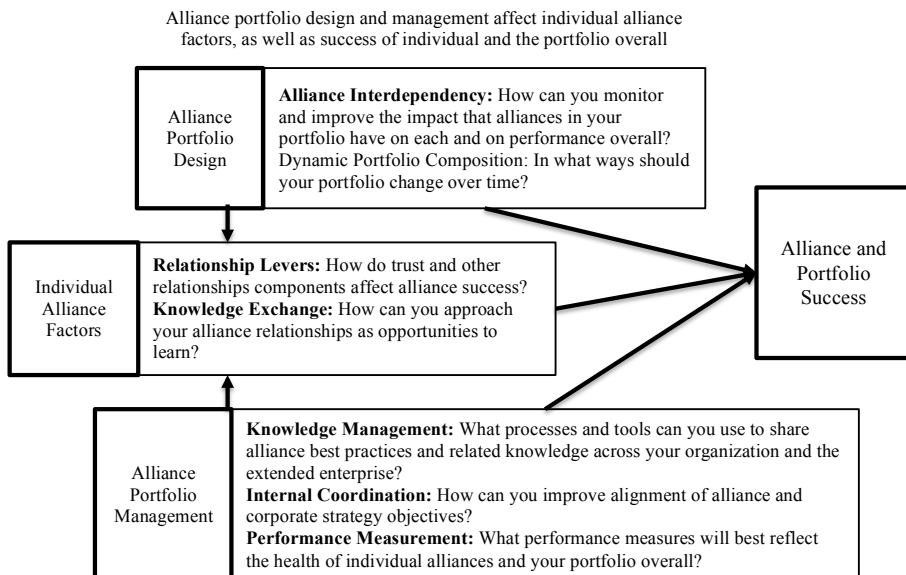 Alliance portfolio design and management affect individual alliance
factors, as well as success of individual and the portfolio overall
Alliance
Portfolio
Design
Alliance Interdependency: How can you monitor
and improve the impact that alliances in your
portfolio have on each and on performance overall?
Dynamic Portfolio Composition: In what ways should
your portfolio change over time?
Individual
Alliance
Factors
Relationship Levers: How do trust and other
relationships components affect alliance success?
Knowledge Exchange: How can you approach
your alliance relationships as opportunities to
learn?
Alliance and
Portfolio
Success
Alliance
Portfolio
Management
Knowledge Management: What processes and tools can you use to share
alliance best practices and related knowledge across your organization and the
extended enterprise?
Internal Coordination: How can you improve alignment of alliance and
corporate strategy objectives?
Performance Measurement: What performance measures will best reflect
the health of individual alliances and your portfolio overall?